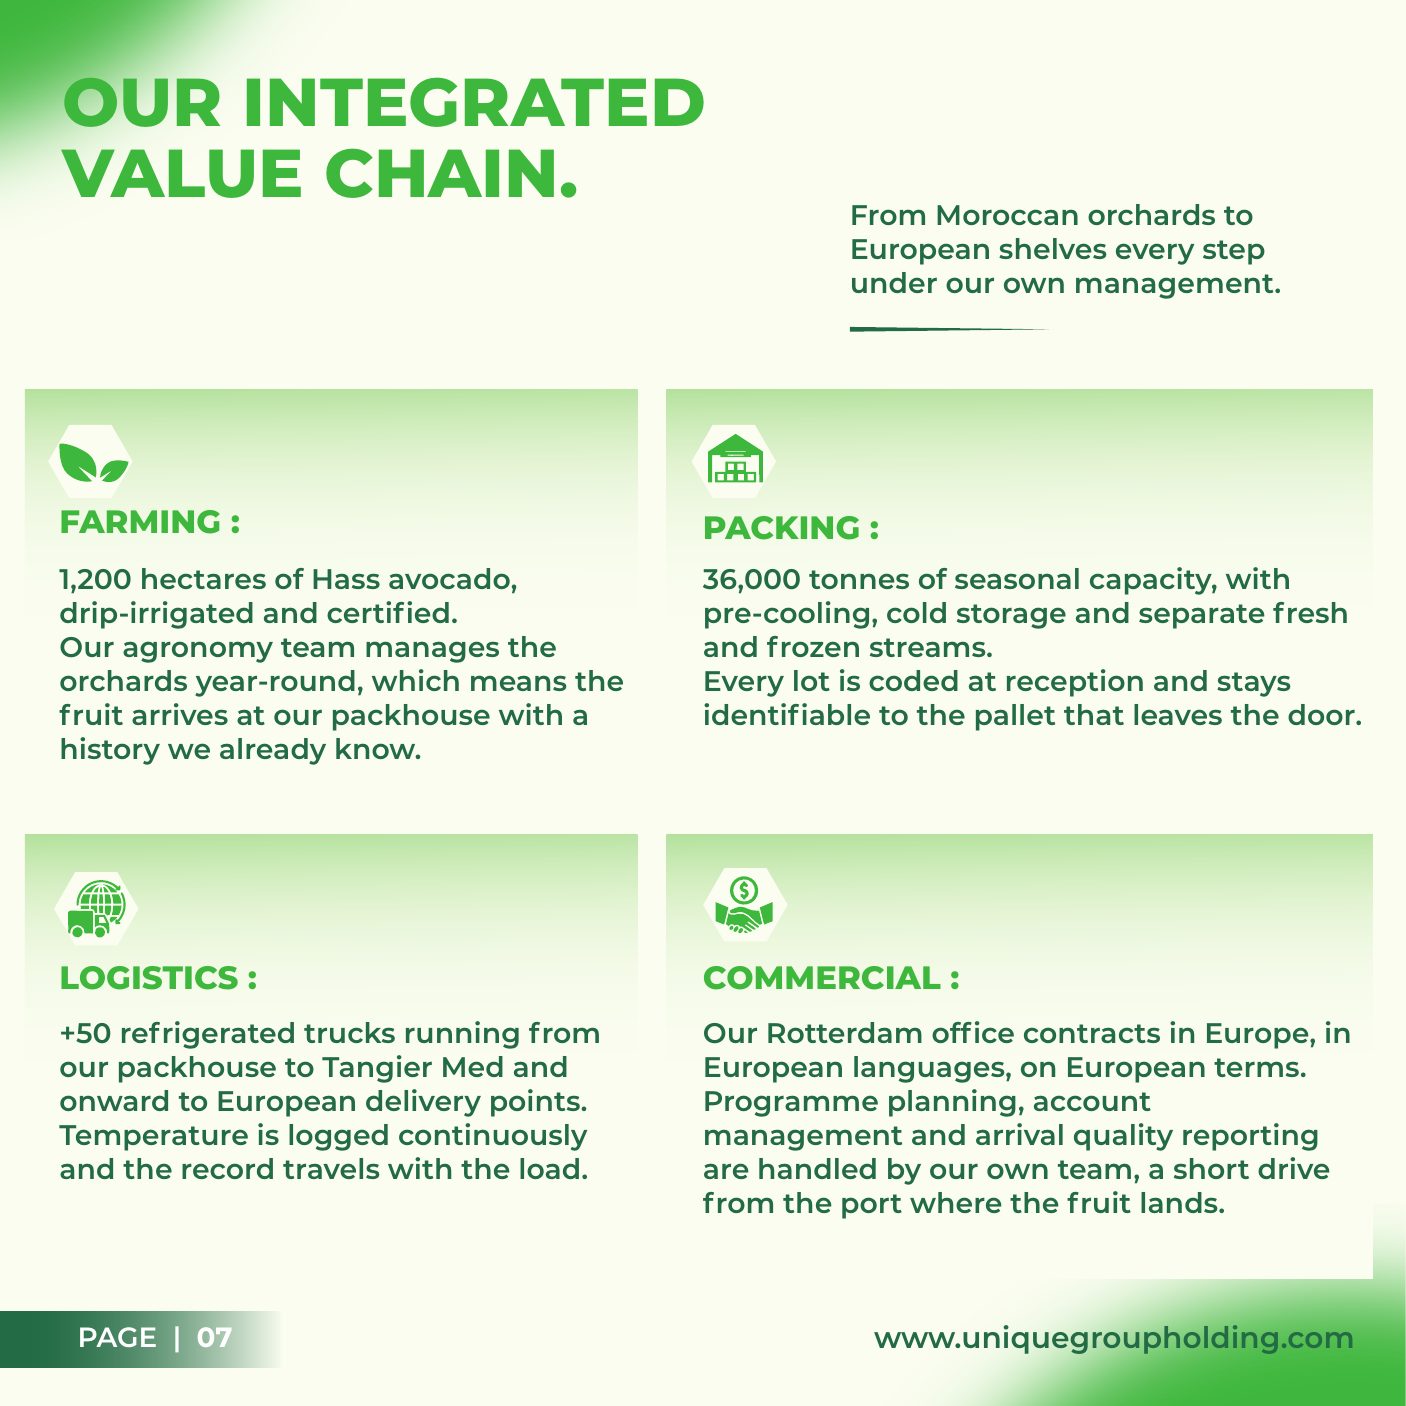 OUR INTEGRATED
VALUE CHAIN.
From Moroccan orchards to
European shelves every step
under our own management.
FARMING :
1,200 hectares of Hass avocado,
drip-irrigated and certified.
Our agronomy team manages the
orchards year-round, which means the
fruit arrives at our packhouse with a
history we already know.
PACKING :
36,000 tonnes of seasonal capacity, with
pre-cooling, cold storage and separate fresh
and frozen streams.
Every lot is coded at reception and stays
identifiable to the pallet that leaves the door.
LOGISTICS :
+50 refrigerated trucks running from
our packhouse to Tangier Med and
onward to European delivery points.
Temperature is logged continuously
and the record travels with the load.
$
COMMERCIAL :
Our Rotterdam office contracts in Europe, in
European languages, on European terms.
Programme planning, account
management and arrival quality reporting
are handled by our own team, a short drive
from the port where the fruit lands.
PAGE | 07
www.uniquegroupholding.com